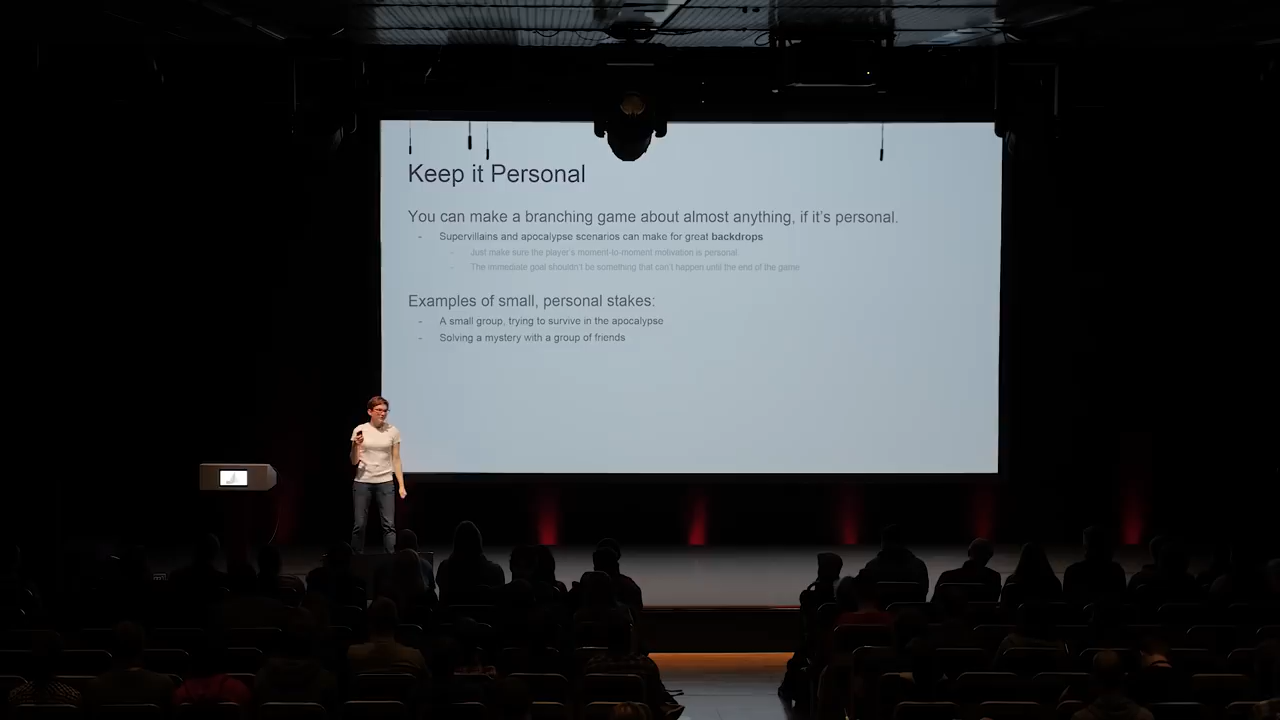 Keep it Personal
You can make a branching game about almost anything, if it's personal.
- Supervillains and apocalypse scenarios can make for great backdrops
- Just make sure the player's moment-to-moment motivation is personal.
- The immediate goal shouldn't be something that can't happen until the end of the game
Examples of small, personal stakes:
- A small group, trying to survive in the apocalypse
- Solving a mystery with a group of friends